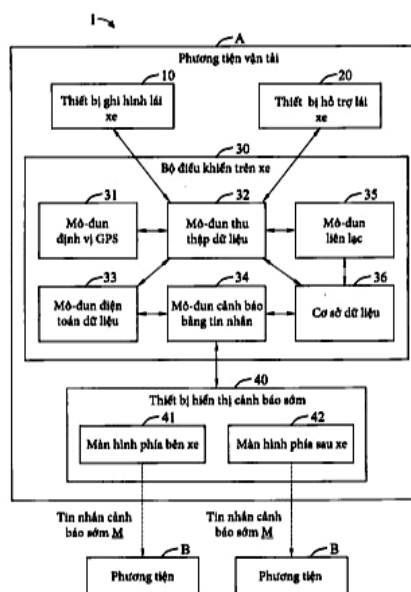 1
A
Phương tiện vận tải
10
20
Thiết bị ghi hình lái
xe
Thiết bị hỗ trợ lái
xe
30
Bộ điều khiển trên xe
31
32
35
Mô-đun
định vị GPS
Mô-đun thu
thập dữ liệu
Mô-đun
liên lạc
33
34
36
Mô-đun điện
toán dữ liệu
Mô-đun cảnh báo
bằng tin nhắn
Cơ sở dữ liệu
40
Thiết bị hiển thị cảnh báo sớm
41
42
Màn hình phía bên xe
Màn hình phía sau xe
Tin nhắn cảnh
báo sớm M
Tin nhắn cảnh
báo sớm M
B
B
Phương tiện
Phương tiện